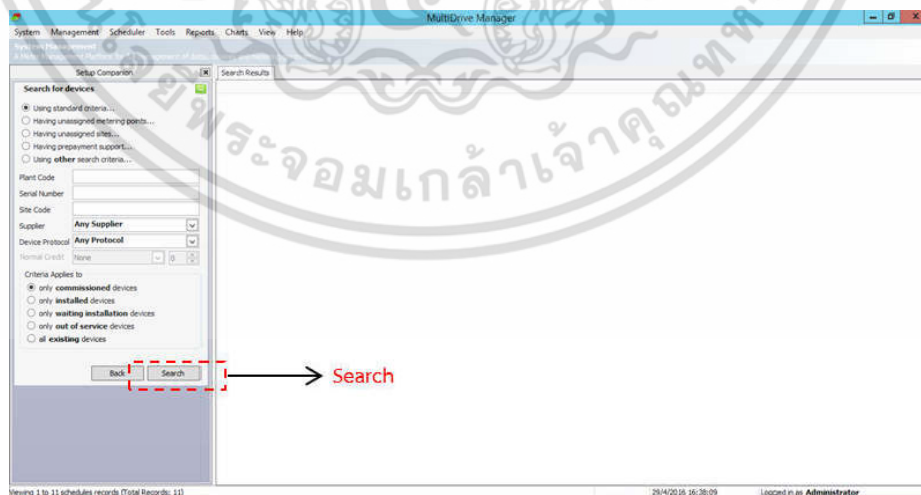 MultiDrive Manager
System Management Scheduler Tools Reports Charts View Help
System Management
Setup Companion
Search Results
Search for devices
Using standard criteria...
Having unassigned metering points...
Having unassigned sites...
Having prepayment support...
Using other search criteria...
Plant Code
Serial Number
Site Code
Supplier Any Supplier
Device Protocol Any Protocol
Normal Credit None 0
Criteria Applies to
only commissioned devices
only installed devices
only waiting installation devices
only out of service devices
all existing devices
Back Search
Search
Viewing 1 to 11 schedules records (Total Records: 11) 29/4/2016 16:38:09 Logged in as Administrator
พระจอมเกล้าเจ้าคุณทห